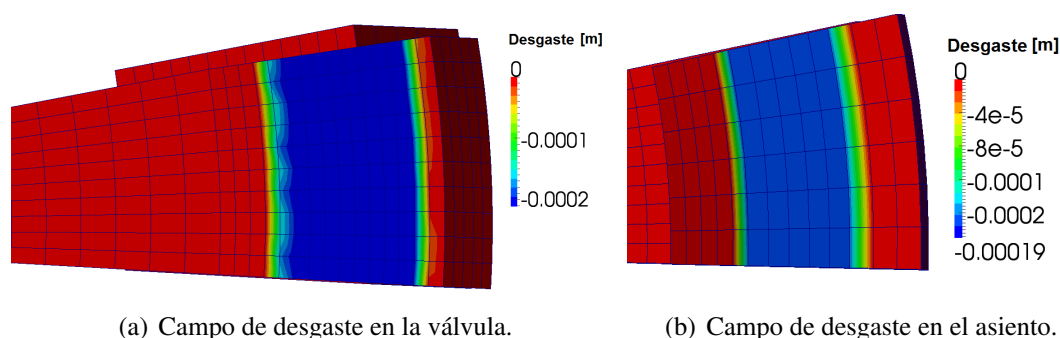 Desgaste [m]
0
-0.0001
-0.0002
Desgaste [m]
0
-4e-5
-8e-5
-0.0001
-0.0002
-0.00019
(a) Campo de desgaste en la válvula.
(b) Campo de desgaste en el asiento.